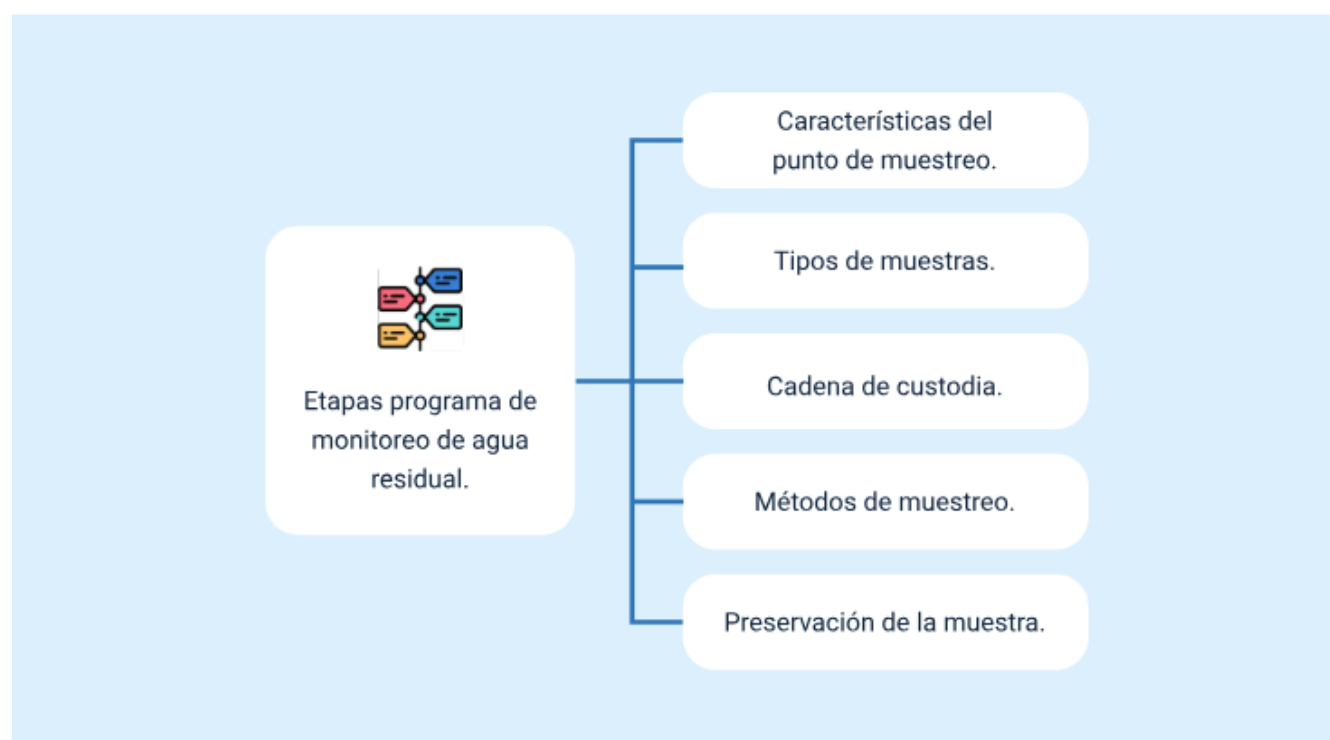 Etapas programa de
monitoreo de agua
residual.
Características del
punto de muestreo.
Tipos de muestras.
Cadena de custodia.
Métodos de muestreo.
Preservación de la muestra.